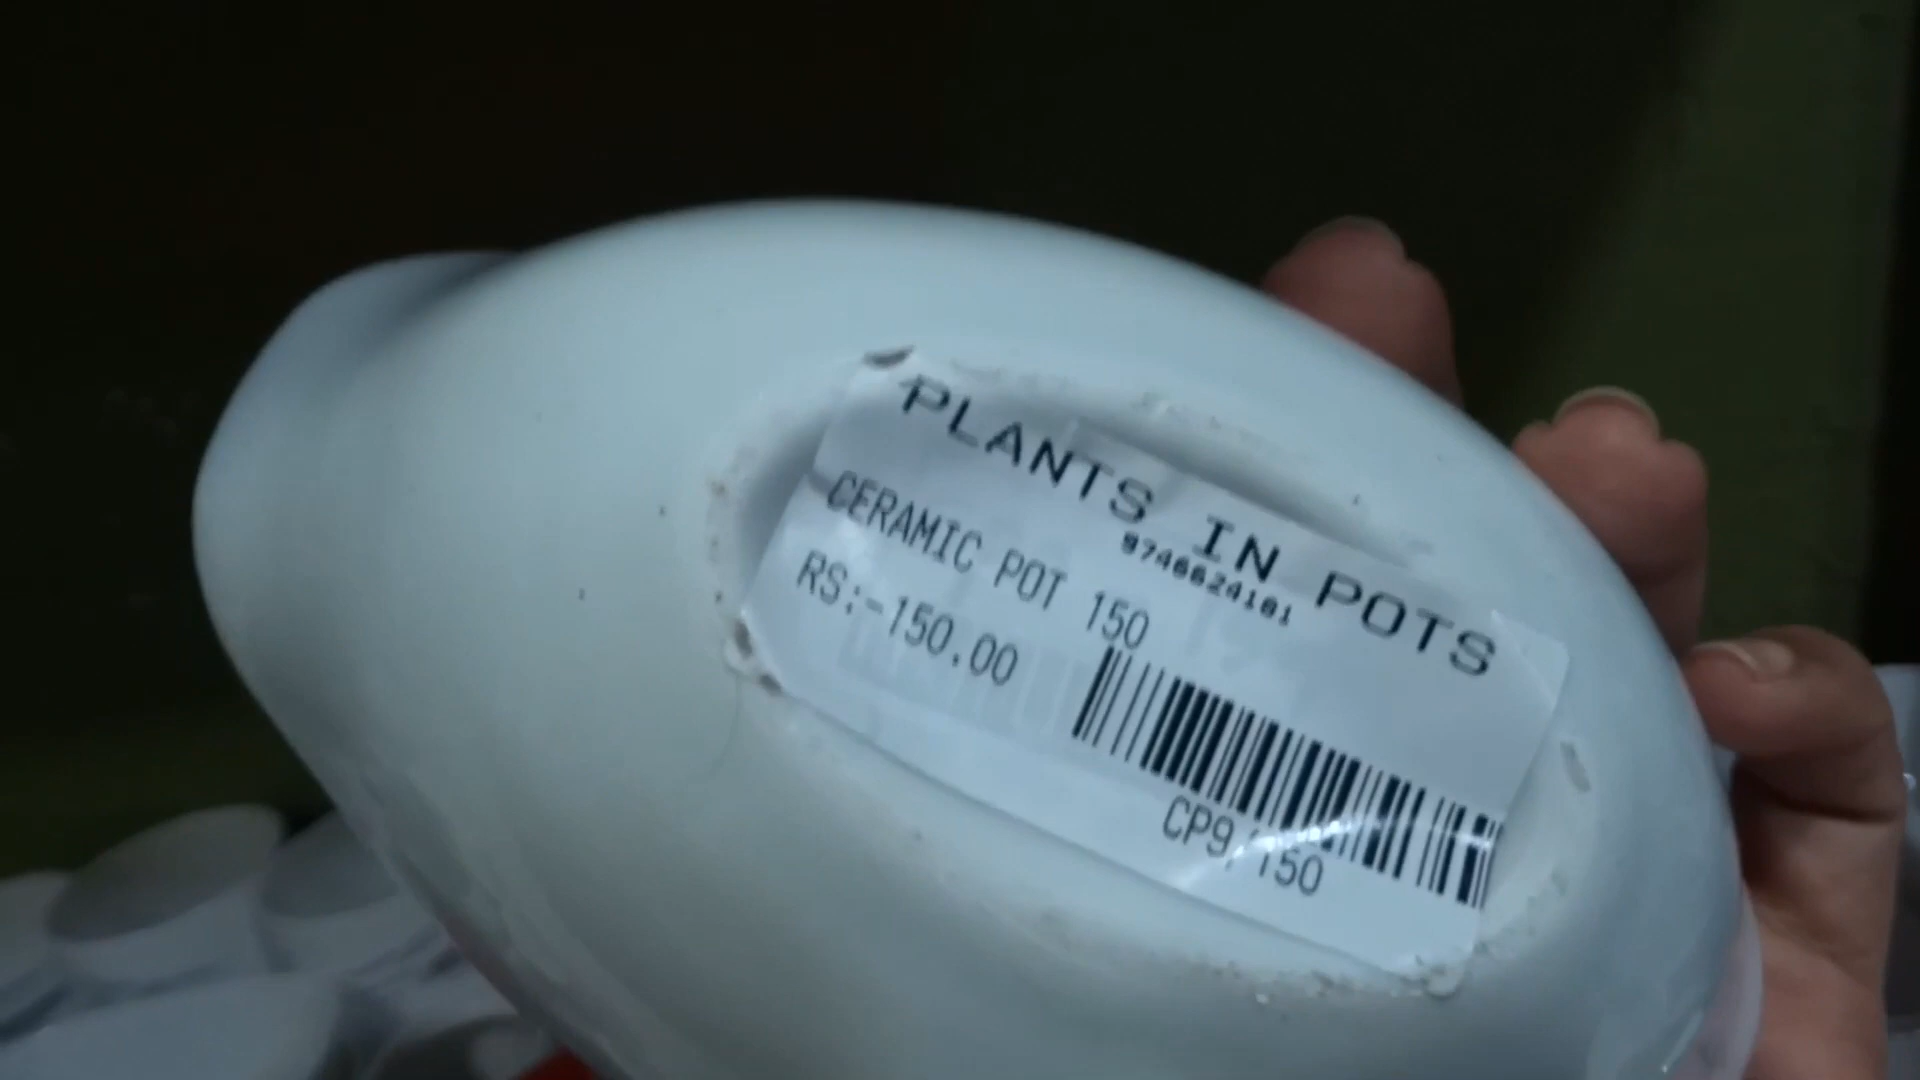 PLANTS IN POTS
9746624181
CERAMIC POT 150
RS:-150.00
CP9/150